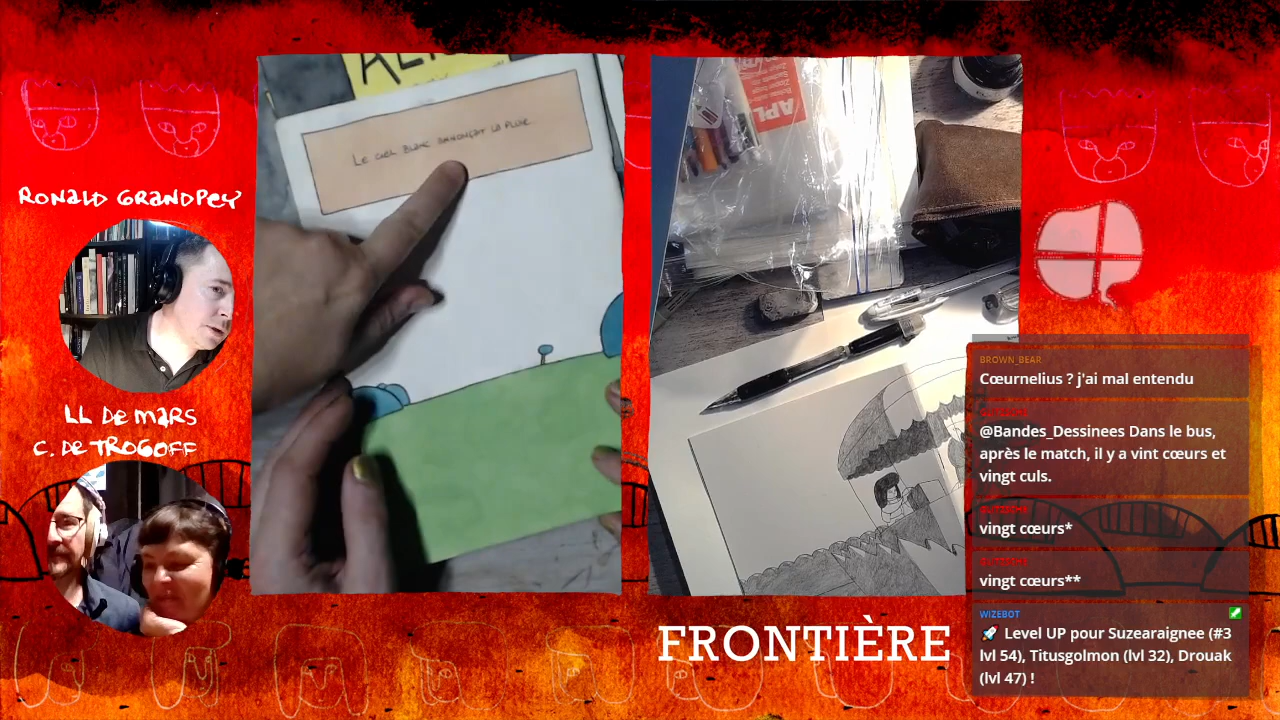 RONALD GRANDPEY
LL DE MARS
C. DE TROGOFF
LE CIEL BLANC ANNONÇAIT LA PLUIE.
APLI
FRONTIÈRE
BROWN_BEAR
Cœurnelius ? j'ai mal entendu
@Bandes_Dessinees Dans le bus,
après le match, il y a vint cœurs et
vingt culs.
vingt cœurs*
vingt cœurs**
WIZEBOT
🚀 Level UP pour Suzearaignee (#3
lvl 54), Titusgolmon (lvl 32), Drouak
(lvl 47) !